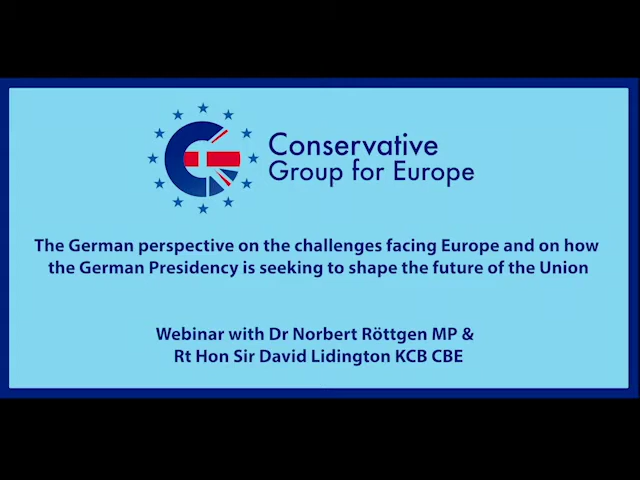 Conservative
Group for Europe
The German perspective on the challenges facing Europe and on how
the German Presidency is seeking to shape the future of the Union
Webinar with Dr Norbert Röttgen MP &
Rt Hon Sir David Lidington KCB CBE